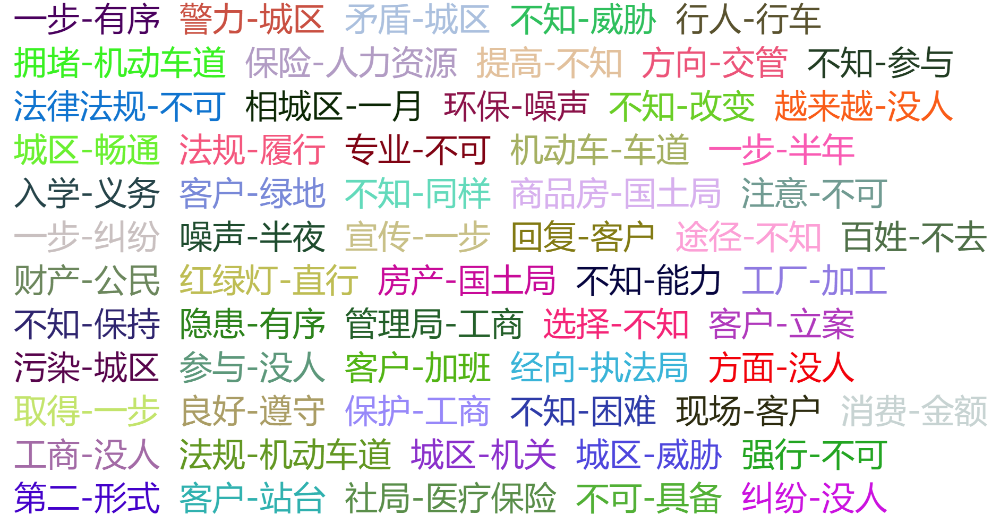 一步-有序 警力-城区 矛盾-城区 不知-威胁 行人-行车
拥堵-机动车道 保险-人力资源 提高-不知 方向-交管 不知-参与
法律法规-不可 相城区-一月 环保-噪声 不知-改变 越来越-没人
城区-畅通 法规-履行 专业-不可 机动车-车道 一步-半年
入学-义务 客户-绿地 不知-同样 商品房-国土局 注意-不可
一步-纠纷 噪声-半夜 宣传-一步 回复-客户 途径-不知 百姓-不去
财产-公民 红绿灯-直行 房产-国土局 不知-能力 工厂-加工
不知-保持 隐患-有序 管理局-工商 选择-不知 客户-立案
污染-城区 参与-没人 客户-加班 经向-执法局 方面-没人
取得-一步 良好-遵守 保护-工商 不知-困难 现场-客户 消费-金额
工商-没人 法规-机动车道 城区-机关 城区-威胁 强行-不可
第二-形式 客户-站台 社局-医疗保险 不可-具备 纠纷-没人